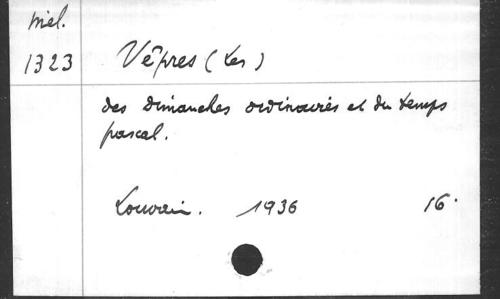 Mél.
1323
Vêpres (Les)
des Dimanches ordinaires et du temps
pascal.
Louvain. 1936 16°